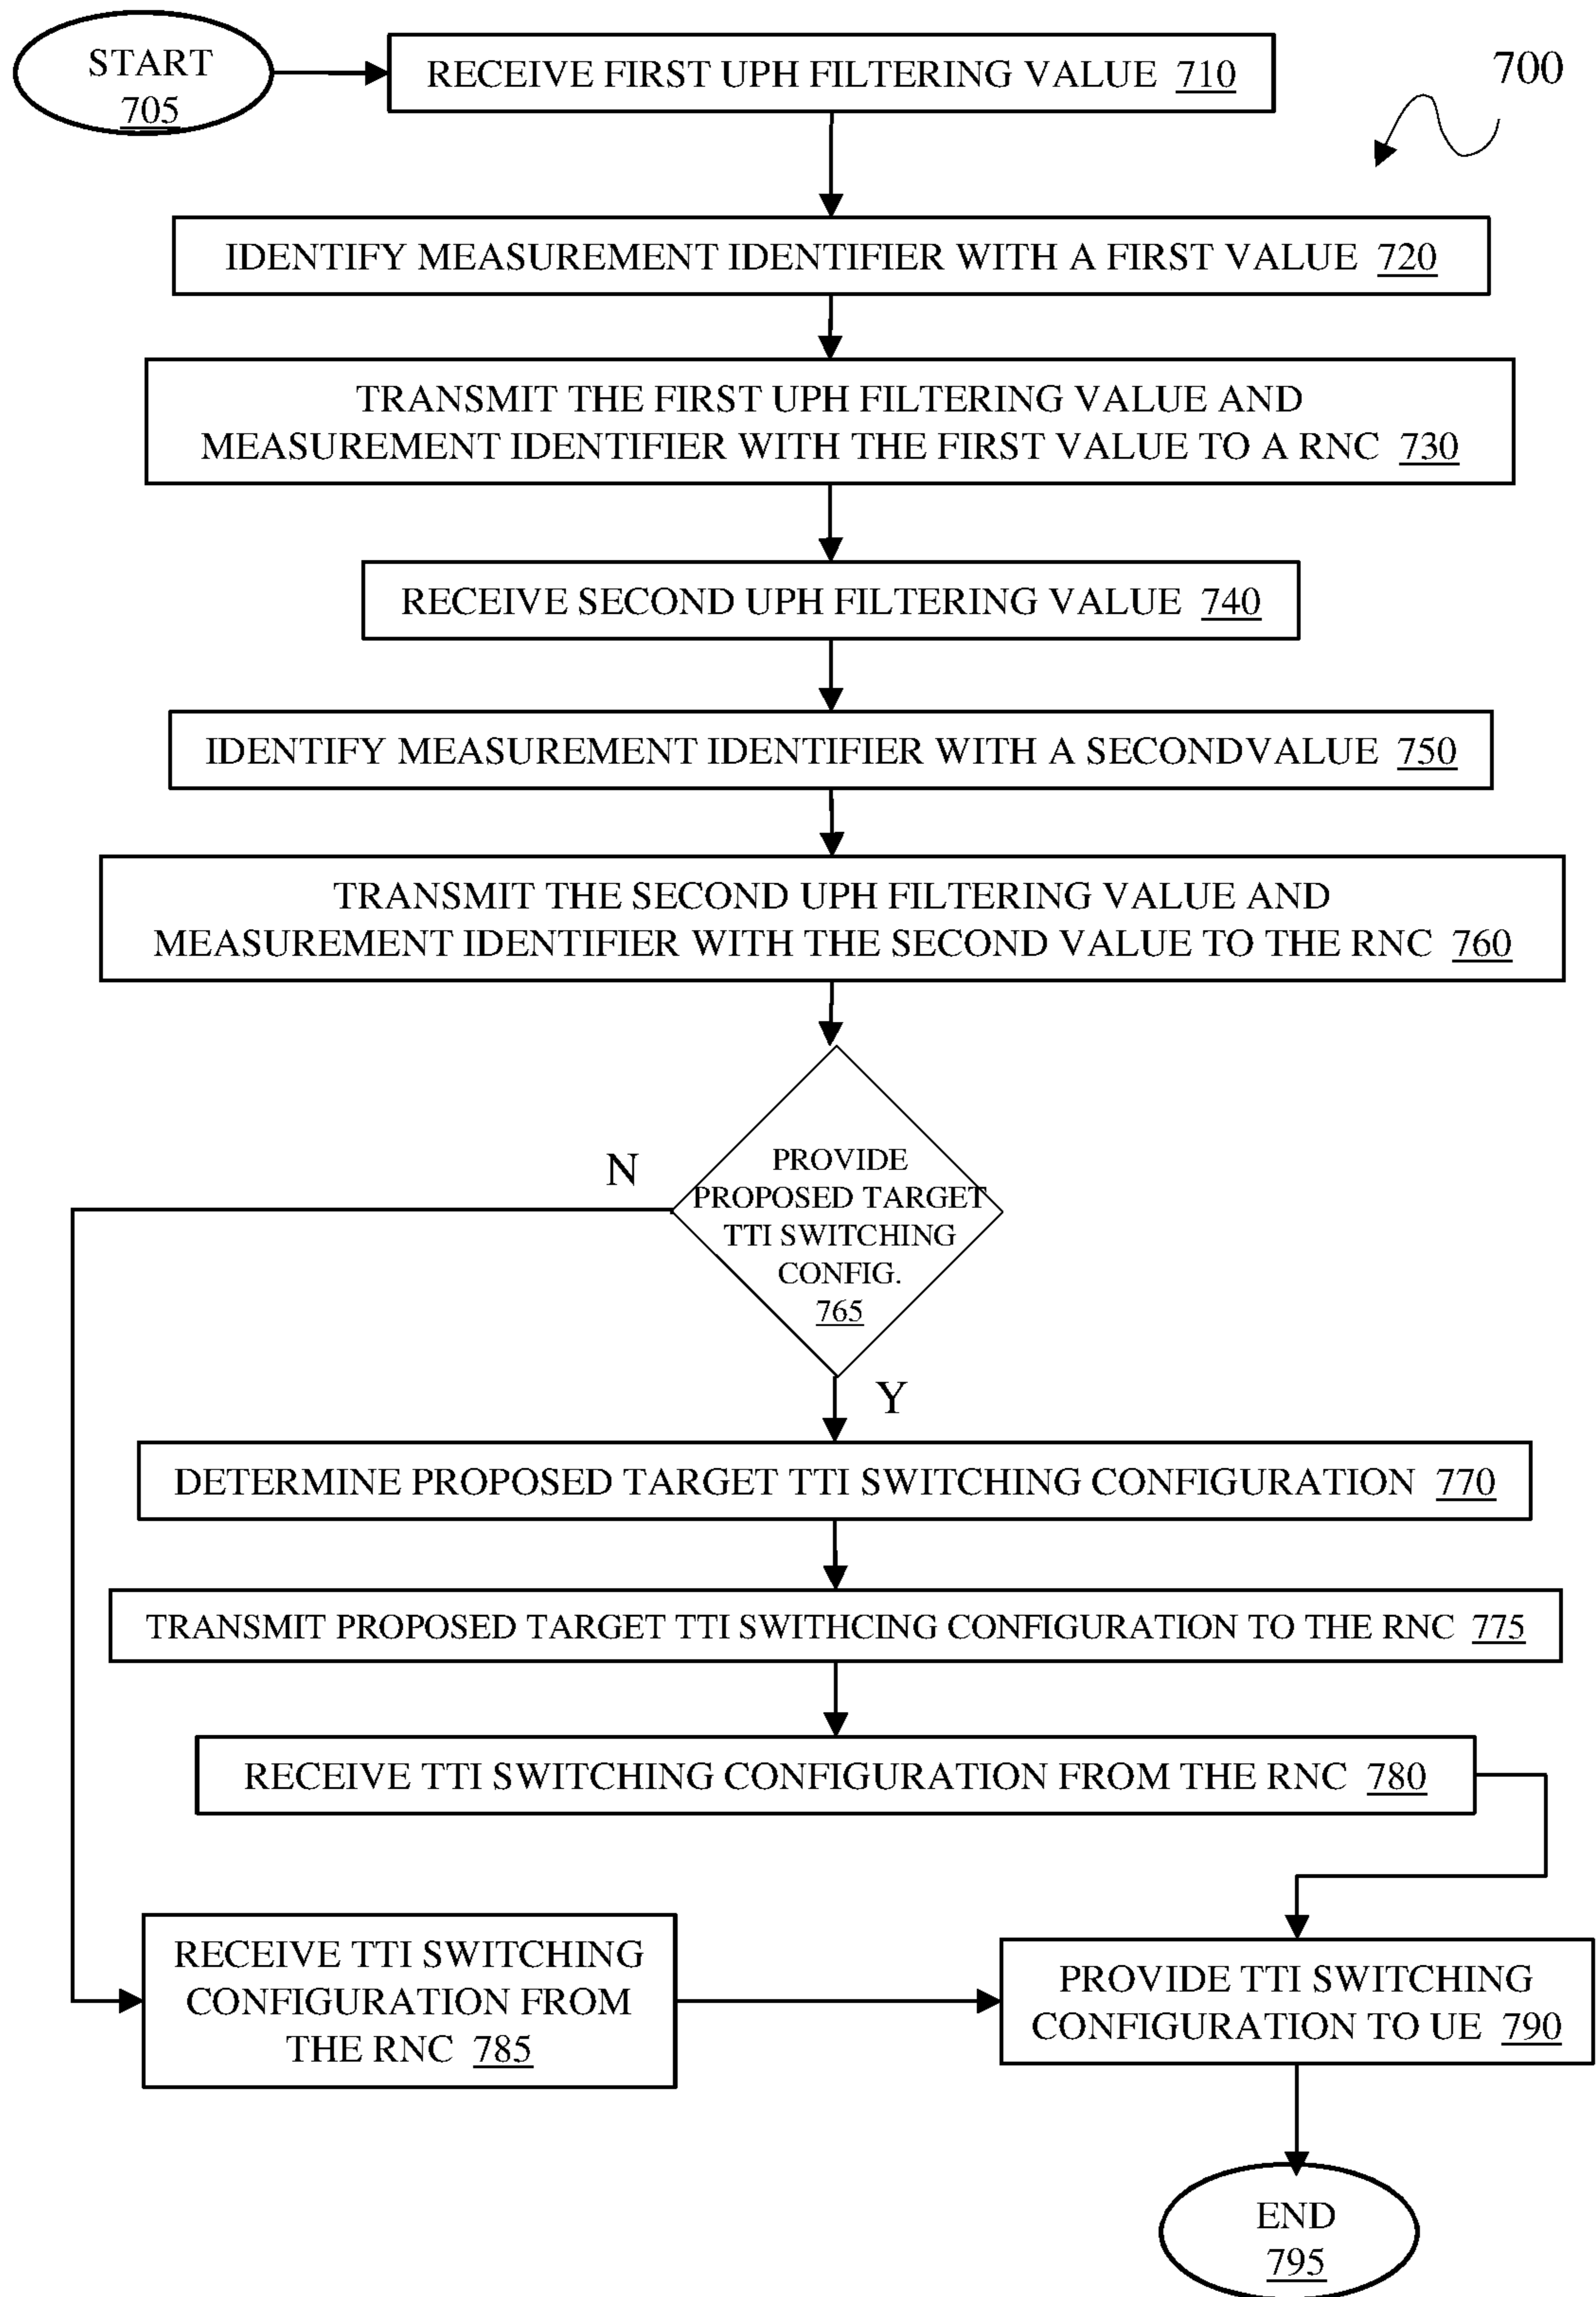 START
705
RECEIVE FIRST UPH FILTERING VALUE 710
700
IDENTIFY MEASUREMENT IDENTIFIER WITH A FIRST VALUE 720
TRANSMIT THE FIRST UPH FILTERING VALUE AND
MEASUREMENT IDENTIFIER WITH THE FIRST VALUE TO A RNC 730
RECEIVE SECOND UPH FILTERING VALUE 740
IDENTIFY MEASUREMENT IDENTIFIER WITH A SECONDVALUE 750
TRANSMIT THE SECOND UPH FILTERING VALUE AND
MEASUREMENT IDENTIFIER WITH THE SECOND VALUE TO THE RNC 760
N
PROVIDE
PROPOSED TARGET
TTI SWITCHING
CONFIG.
765
Y
DETERMINE PROPOSED TARGET TTI SWITCHING CONFIGURATION 770
TRANSMIT PROPOSED TARGET TTI SWITHCING CONFIGURATION TO THE RNC 775
RECEIVE TTI SWITCHING CONFIGURATION FROM THE RNC 780
RECEIVE TTI SWITCHING
CONFIGURATION FROM
THE RNC 785
PROVIDE TTI SWITCHING
CONFIGURATION TO UE 790
END
795